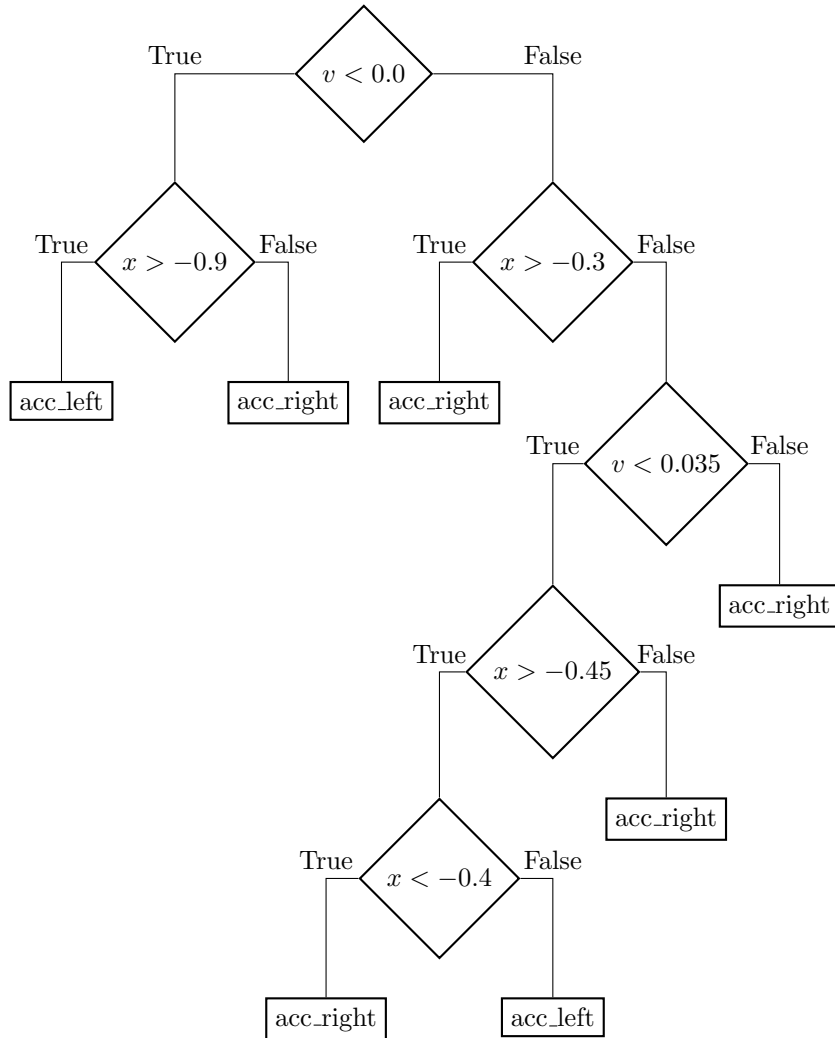 True
False
v < 0.0
True
False
True
False
x > −0.9
x > −0.3
acc_left
acc_right
acc_right
True
False
v < 0.035
acc_right
True
False
x > −0.45
acc_right
True
False
x < −0.4
acc_right
acc_left